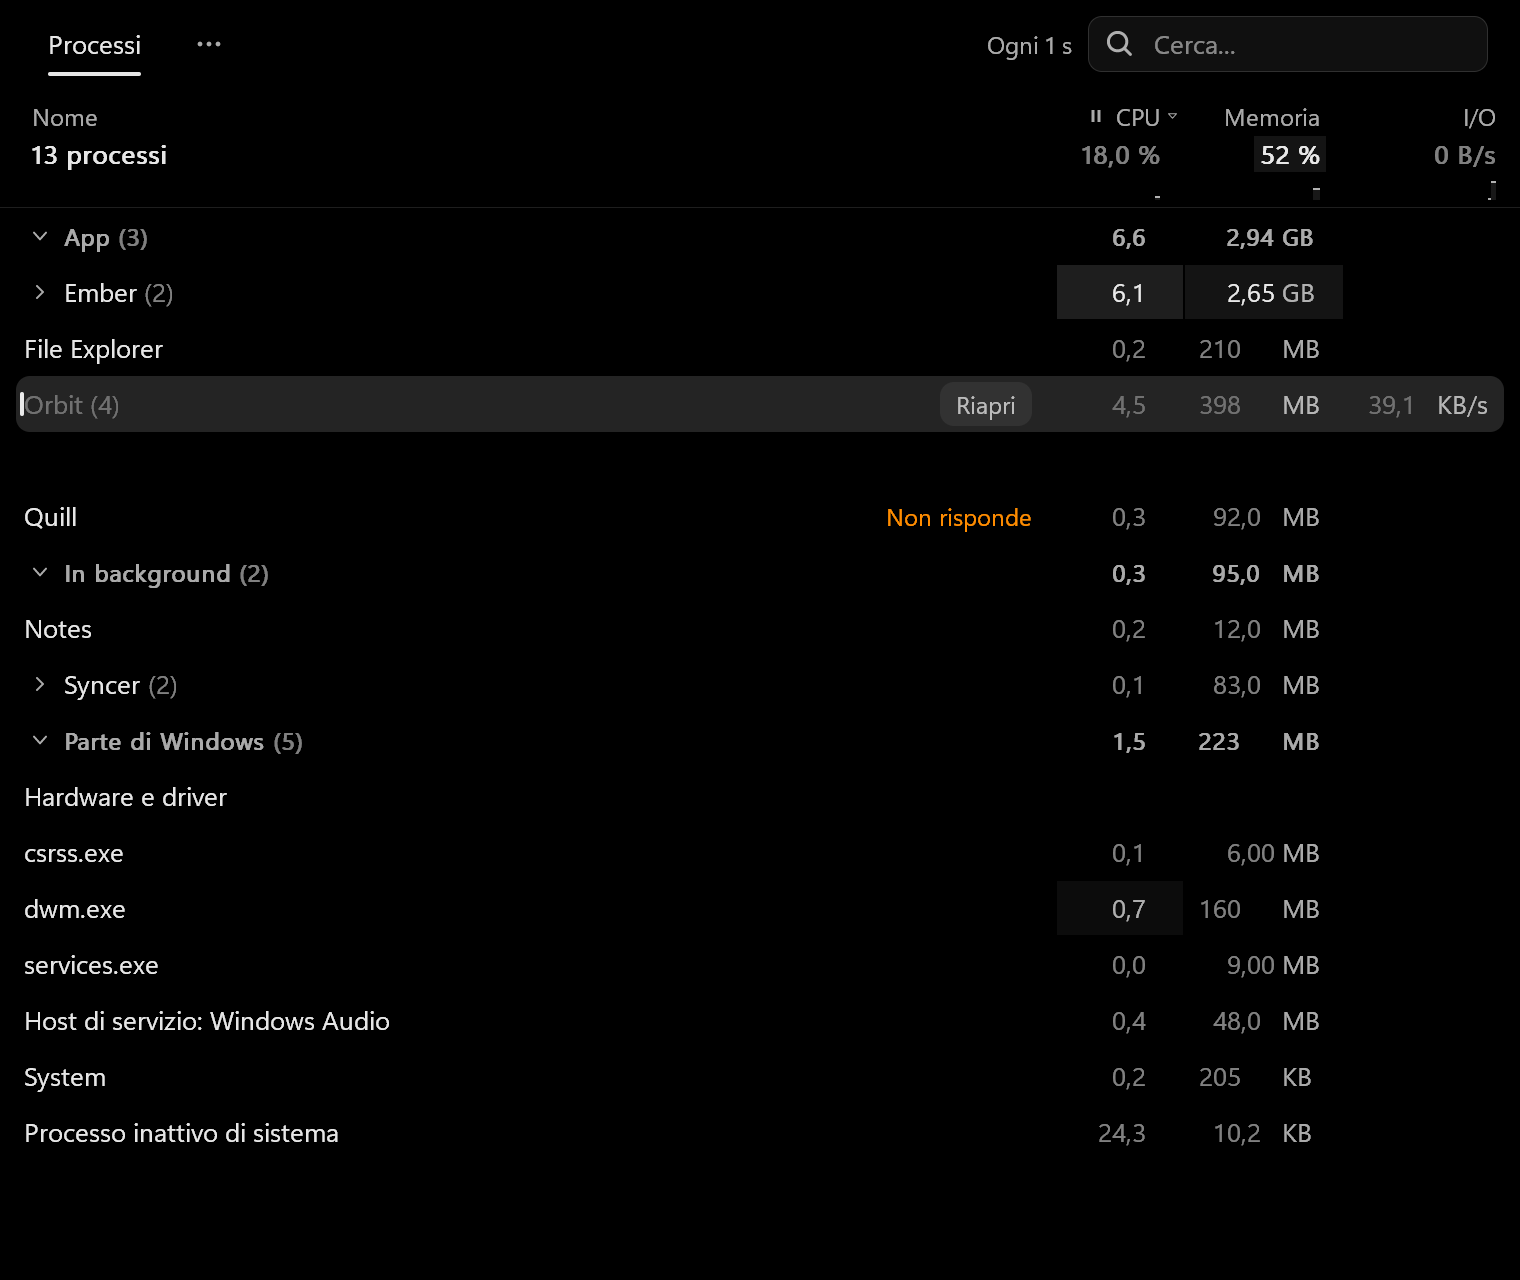 Processi ···
Ogni 1 s
Cerca...
Nome CPU Memoria I/O
13 processi 18,0 % 52 % 0 B/s
App (3) 6,6 2,94 GB
Ember (2) 6,1 2,65 GB
File Explorer 0,2 210 MB
Orbit (4) Riapri 4,5 398 MB 39,1 KB/s
Quill Non risponde 0,3 92,0 MB
In background (2) 0,3 95,0 MB
Notes 0,2 12,0 MB
Syncer (2) 0,1 83,0 MB
Parte di Windows (5) 1,5 223 MB
Hardware e driver
csrss.exe 0,1 6,00 MB
dwm.exe 0,7 160 MB
services.exe 0,0 9,00 MB
Host di servizio: Windows Audio 0,4 48,0 MB
System 0,2 205 KB
Processo inattivo di sistema 24,3 10,2 KB